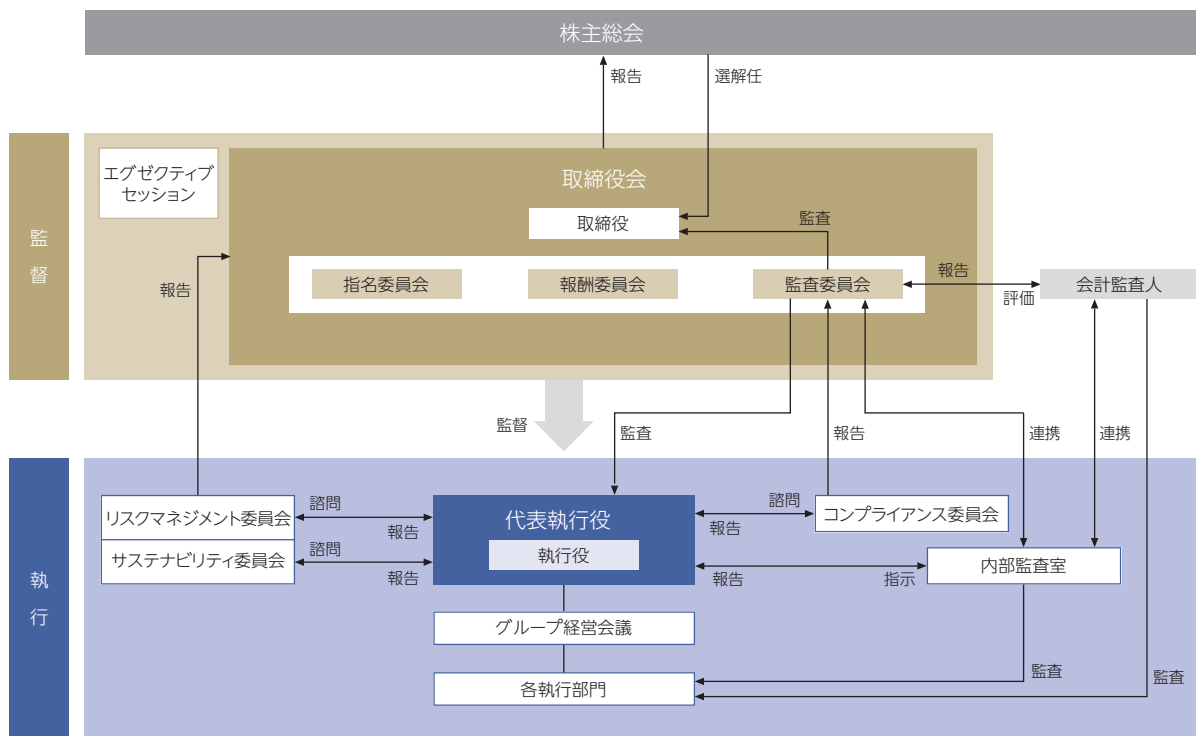 株主総会
報告
選解任
監督
エグゼクティブ
セッション
取締役会
取締役
監査
指名委員会
報酬委員会
監査委員会
報告
評価
会計監査人
報告
監督
監査
報告
連携
連携
執行
リスクマネジメント委員会
諮問
報告
サステナビリティ委員会
諮問
報告
代表執行役
執行役
諮問
報告
コンプライアンス委員会
報告
指示
内部監査室
グループ経営会議
各執行部門
監査
監査